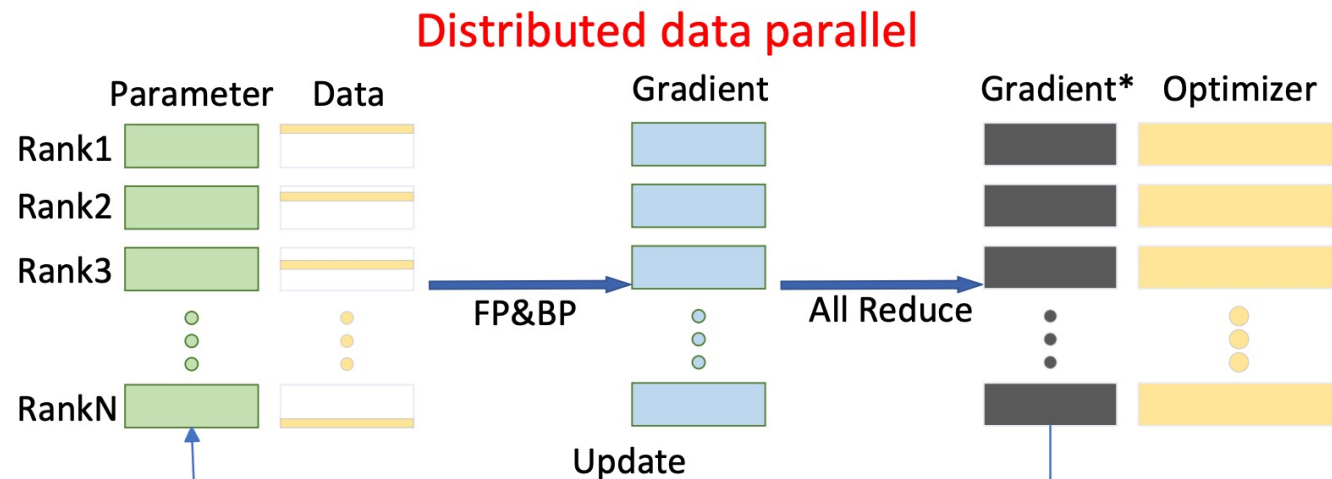 Distributed data parallel
Parameter Data Gradient Gradient* Optimizer
Rank1
Rank2
Rank3
FP&BP All Reduce
RankN
Update